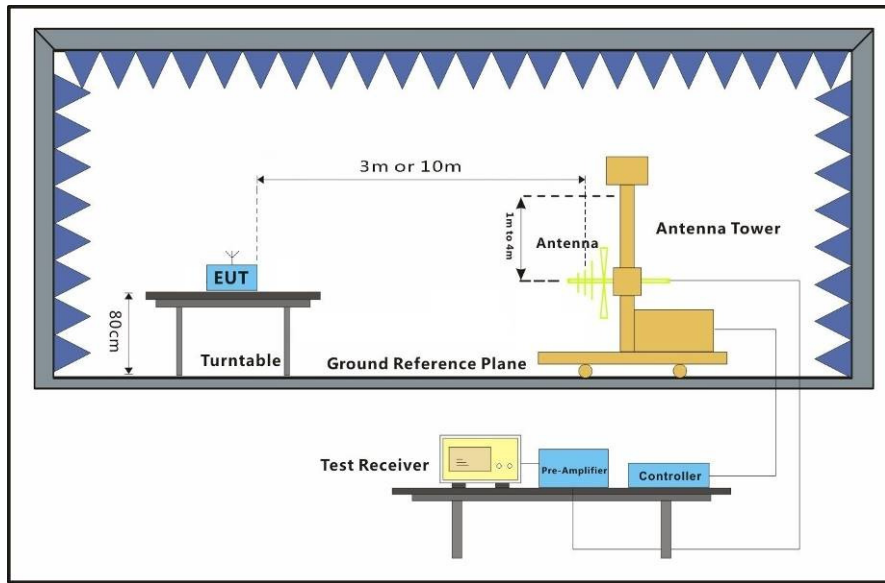 3m or 10m
1m to 4m
Antenna
Antenna Tower
EUT
80cm
Turntable
Ground Reference Plane
Test Receiver
Pre-Amplifier
Controller